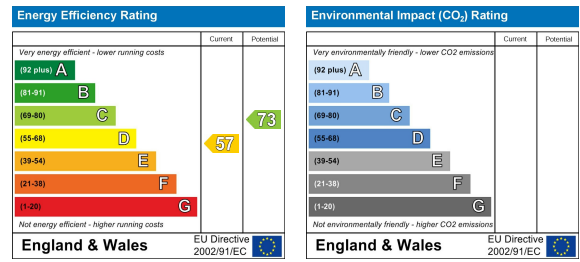 Energy Efficiency Rating
Current Potential
Very energy efficient - lower running costs
(92 plus) A
(81-91) B
(69-80) C
73
(55-68) D
57
(39-54) E
(21-38) F
(1-20) G
Not energy efficient - higher running costs
England & Wales
EU Directive
2002/91/EC
Environmental Impact (CO₂) Rating
Current Potential
Very environmentally friendly - lower CO2 emissions
(92 plus) A
(81-91) B
(69-80) C
(55-68) D
(39-54) E
(21-38) F
(1-20) G
Not environmentally friendly - higher CO2 emissions
England & Wales
EU Directive
2002/91/EC